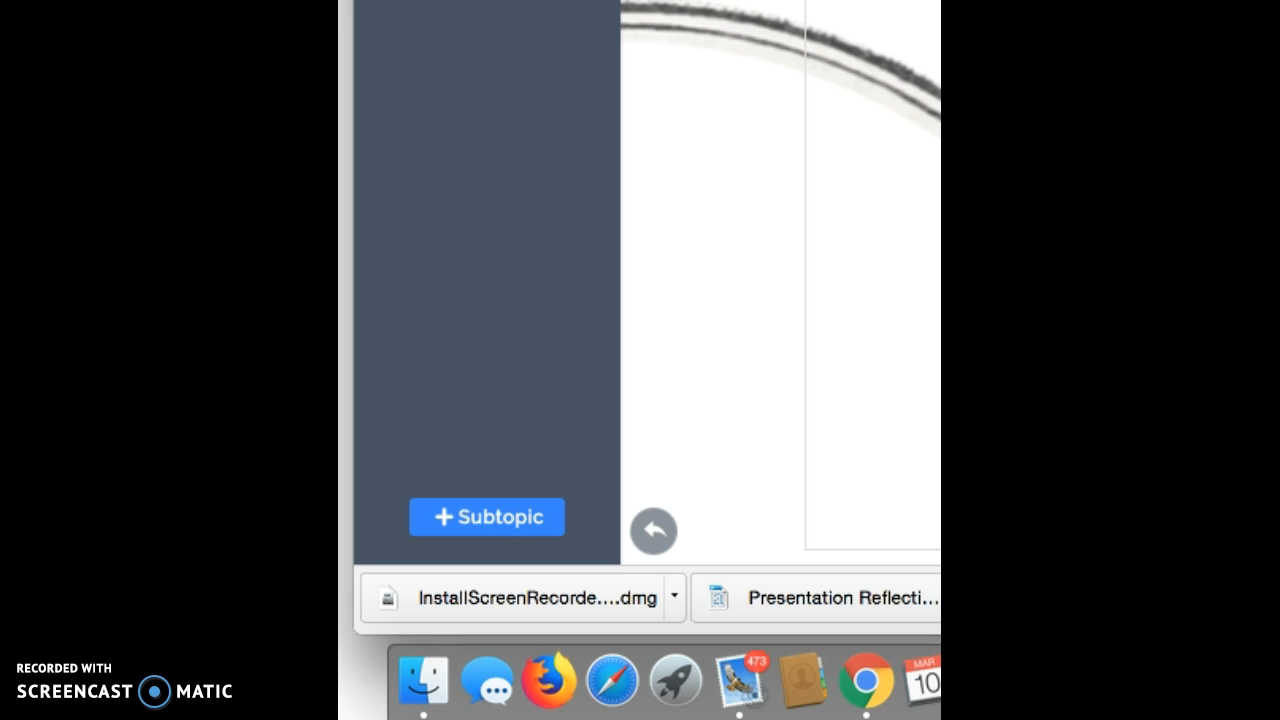 + Subtopic
InstallScreenRecorde....dmg
Presentation Reflecti...
473
MAR
10
RECORDED WITH
SCREENCAST MATIC